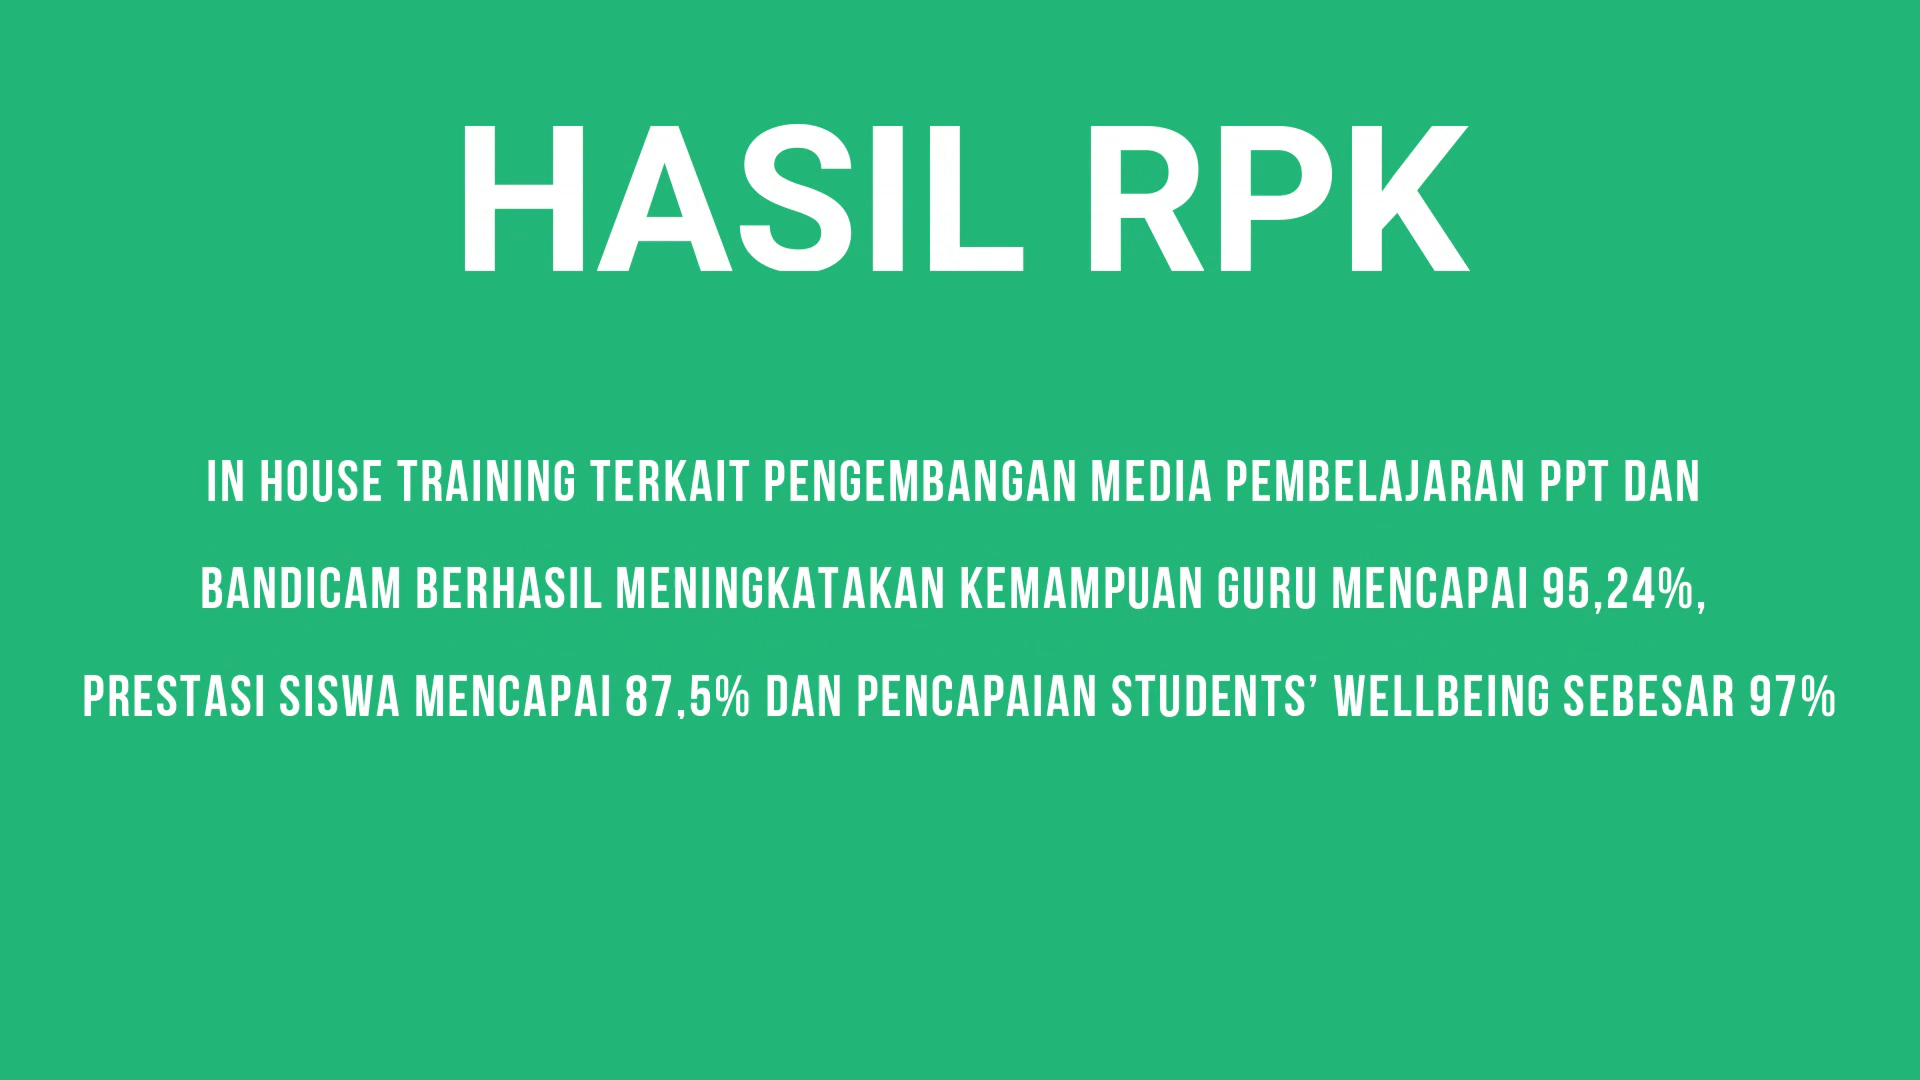 HASIL RPK
IN HOUSE TRAINING TERKAIT PENGEMBANGAN MEDIA PEMBELAJARAN PPT DAN
BANDICAM BERHASIL MENINGKATAKAN KEMAMPUAN GURU MENCAPAI 95,24%,
PRESTASI SISWA MENCAPAI 87,5% DAN PENCAPAIAN STUDENTS’ WELLBEING SEBESAR 97%